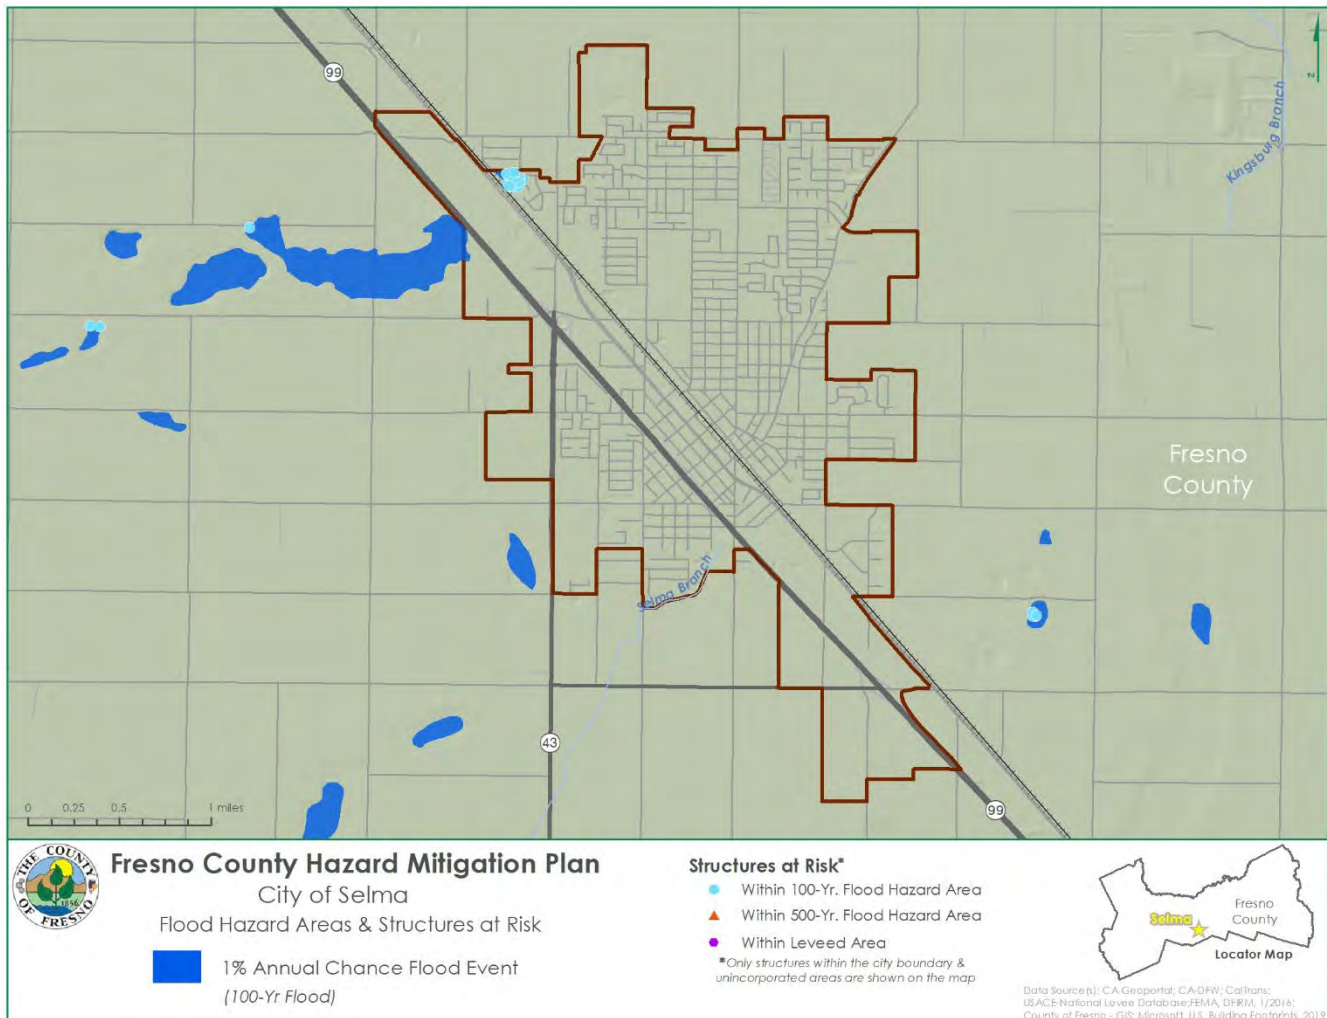 99
N
Kingsburg Branch
Fresno
County
Selma Branch
43
99
0 0.25 0.5 1 miles
THE COUNTY OF FRESNO
1856
Fresno County Hazard Mitigation Plan
City of Selma
Flood Hazard Areas & Structures at Risk
1% Annual Chance Flood Event
(100-Yr Flood)
Structures at Risk*
Within 100-Yr. Flood Hazard Area
Within 500-Yr. Flood Hazard Area
Within Leveed Area
*Only structures within the city boundary &
unincorporated areas are shown on the map
Selma
Fresno
County
Locator Map
Data Source(s): CA Geoportal; CA-DFW; CalTrans;
USACE-National Levee Database;FEMA, DFIRM, 1/2016;
County of Fresno - GIS; Microsoft, U.S. Building Footprints, 2019